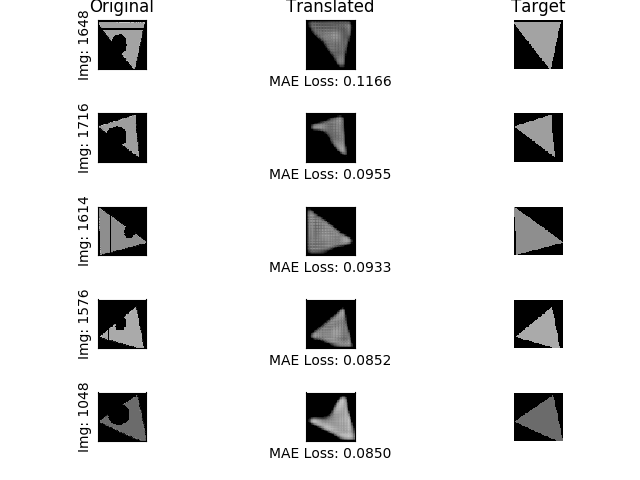 Original Translated Target
Img: 1648
MAE Loss: 0.1166
Img: 1716
MAE Loss: 0.0955
Img: 1614
MAE Loss: 0.0933
Img: 1576
MAE Loss: 0.0852
Img: 1048
MAE Loss: 0.0850